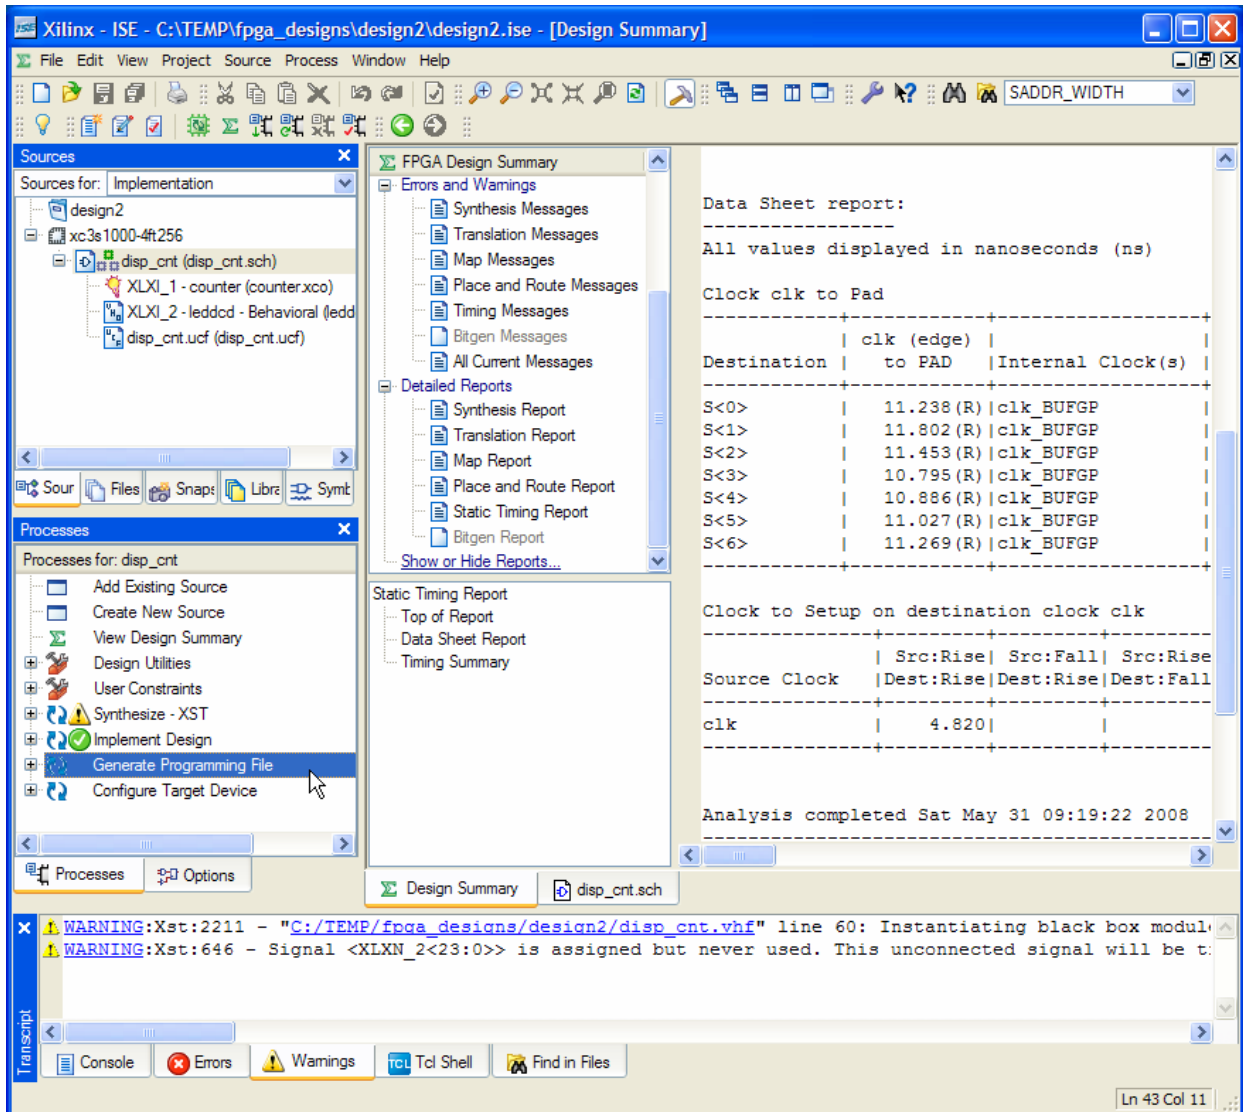 Xilinx - ISE - C:\TEMP\fpga_designs\design2\design2.ise - [Design Summary]
File Edit View Project Source Process Window Help
SADDR_WIDTH
Sources
Sources for: Implementation
design2
xc3s1000-4ft256
disp_cnt (disp_cnt.sch)
XLXI_1 - counter (counter.xco)
XLXI_2 - leddcd - Behavioral (ledd
disp_cnt.ucf (disp_cnt.ucf)
Sour Files Snaps Libra Symb
Processes
Processes for: disp_cnt
Add Existing Source
Create New Source
View Design Summary
Design Utilities
User Constraints
Synthesize - XST
Implement Design
Generate Programming File
Configure Target Device
Processes Options
FPGA Design Summary
Errors and Warnings
Synthesis Messages
Translation Messages
Map Messages
Place and Route Messages
Timing Messages
Bitgen Messages
All Current Messages
Detailed Reports
Synthesis Report
Translation Report
Map Report
Place and Route Report
Static Timing Report
Bitgen Report
Show or Hide Reports...
Static Timing Report
Top of Report
Data Sheet Report
Timing Summary
Data Sheet report:
-----------------
All values displayed in nanoseconds (ns)
Clock clk to Pad
------------+------------+------------------+
| clk (edge) | |
Destination | to PAD |Internal Clock(s) |
------------+------------+------------------+
S<0> | 11.238(R)|clk_BUFGP |
S<1> | 11.802(R)|clk_BUFGP |
S<2> | 11.453(R)|clk_BUFGP |
S<3> | 10.795(R)|clk_BUFGP |
S<4> | 10.886(R)|clk_BUFGP |
S<5> | 11.027(R)|clk_BUFGP |
S<6> | 11.269(R)|clk_BUFGP |
------------+------------+------------------+
Clock to Setup on destination clock clk
---------------+---------+---------+---------
| Src:Rise| Src:Fall| Src:Rise
Source Clock |Dest:Rise|Dest:Rise|Dest:Fall
---------------+---------+---------+---------
clk | 4.820| |
---------------+---------+---------+---------
Analysis completed Sat May 31 09:19:22 2008
Design Summary disp_cnt.sch
WARNING:Xst:2211 - "C:/TEMP/fpga_designs/design2/disp_cnt.vhf" line 60: Instantiating black box module
WARNING:Xst:646 - Signal <XLXN_2<23:0>> is assigned but never used. This unconnected signal will be t
Transcript
Console Errors Warnings Tcl Shell Find in Files
Ln 43 Col 11